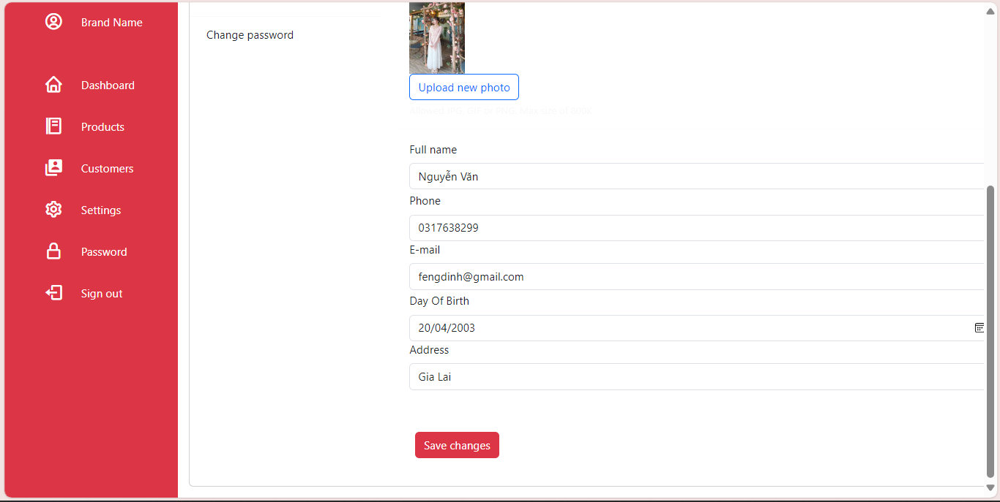 Brand Name
Dashboard
Products
Customers
Settings
Password
Sign out
Change password
Upload new photo
Allowed JPG, GIF or PNG. Max size of 800K
Full name
Nguyễn Văn
Phone
0317638299
E-mail
fengdinh@gmail.com
Day Of Birth
20/04/2003
Address
Gia Lai
Save changes